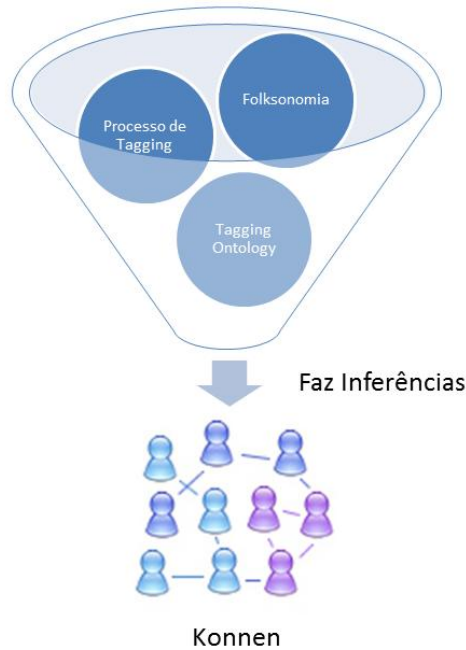 Folksonomia
Processo de
Tagging
Tagging
Ontology
Faz Inferências
Konnen